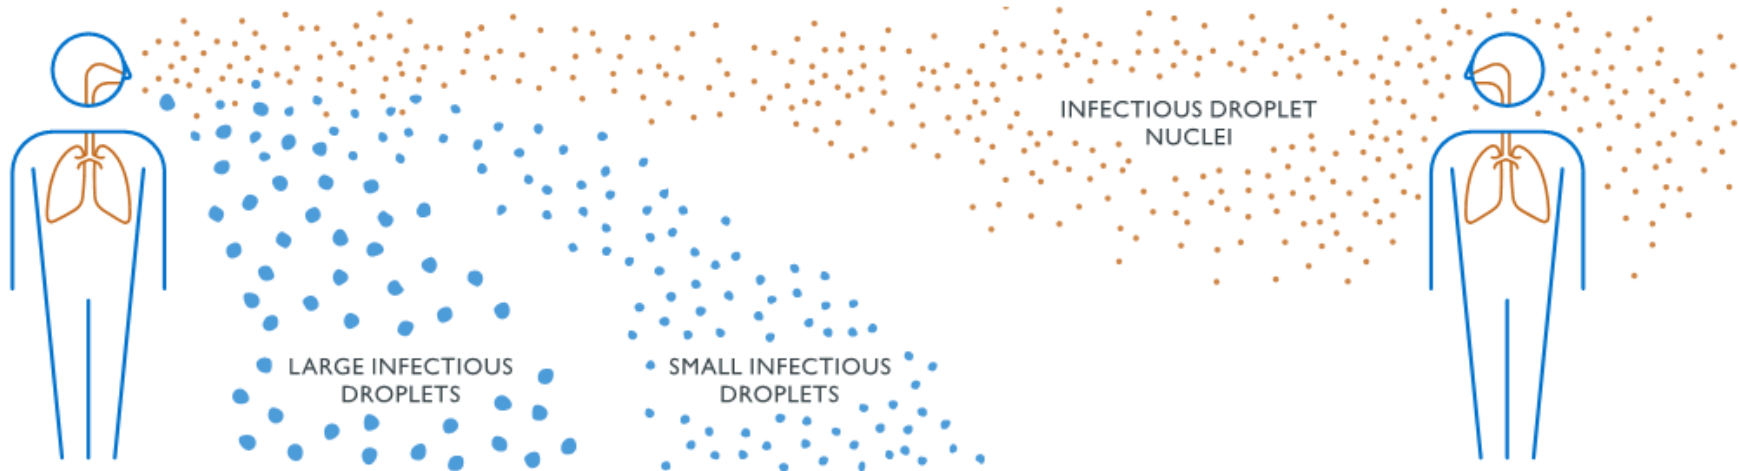 INFECTIOUS DROPLET
NUCLEI
LARGE INFECTIOUS
DROPLETS
SMALL INFECTIOUS
DROPLETS